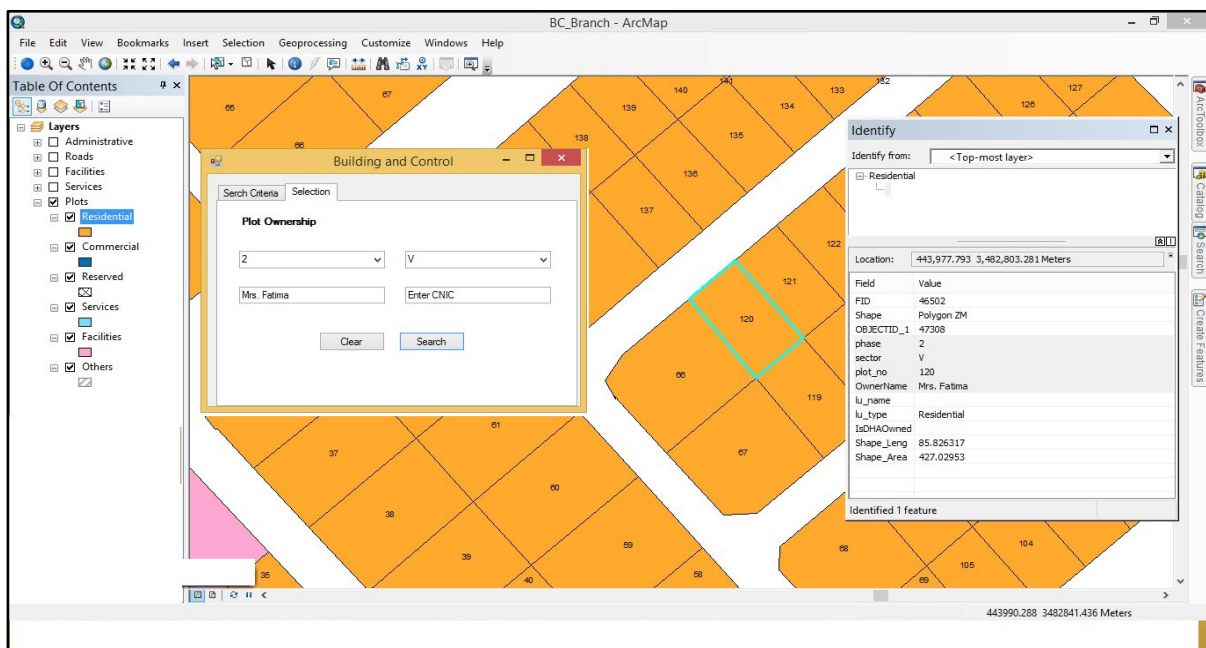 BC_Branch - ArcMap
File Edit View Bookmarks Insert Selection Geoprocessing Customize Windows Help
Table Of Contents
Layers
Administrative
Roads
Facilities
Services
Plots
Residential
Commercial
Reserved
Services
Facilities
Others
Building and Control
Serch Criteria Selection
Plot Ownership
2 V
Mrs. Fatima Enter CNIC
Clear Search
66
67
66
138
139
140
141
134
133
132
135
136
137
126
127
122
121
120
119
66
67
61
37
60
38
59
39
58
40
35
68
104
105
69
Identify
Identify from: <Top-most layer>
Residential
Location: 443,977.793 3,482,803.281 Meters
Field Value
FID 46502
Shape Polygon ZM
OBJECTID_1 47308
phase 2
sector V
plot_no 120
OwnerName Mrs. Fatima
lu_name
lu_type Residential
IsDHAOwned
Shape_Leng 85.826317
Shape_Area 427.02953
Identified 1 feature
ArcToolbox
Catalog
Search
Create Features
443990.288 3482841.436 Meters